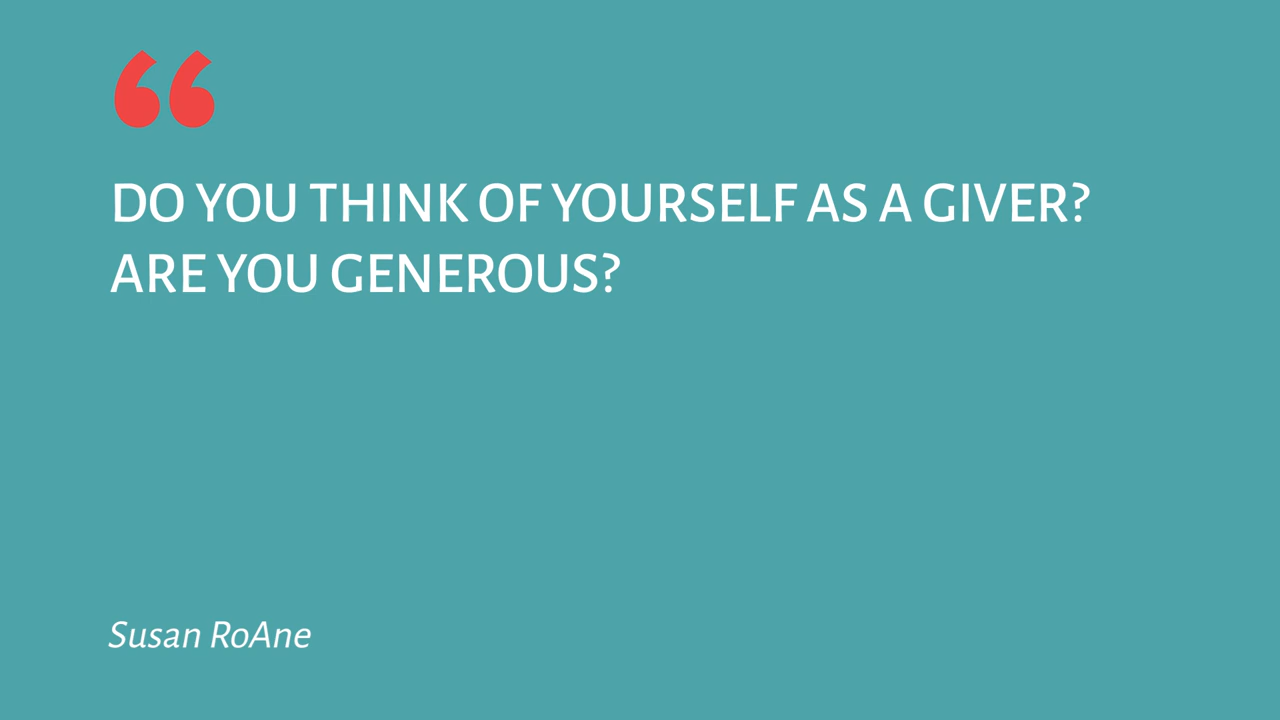 “
DO YOU THINK OF YOURSELF AS A GIVER?
ARE YOU GENEROUS?
Susan RoAne